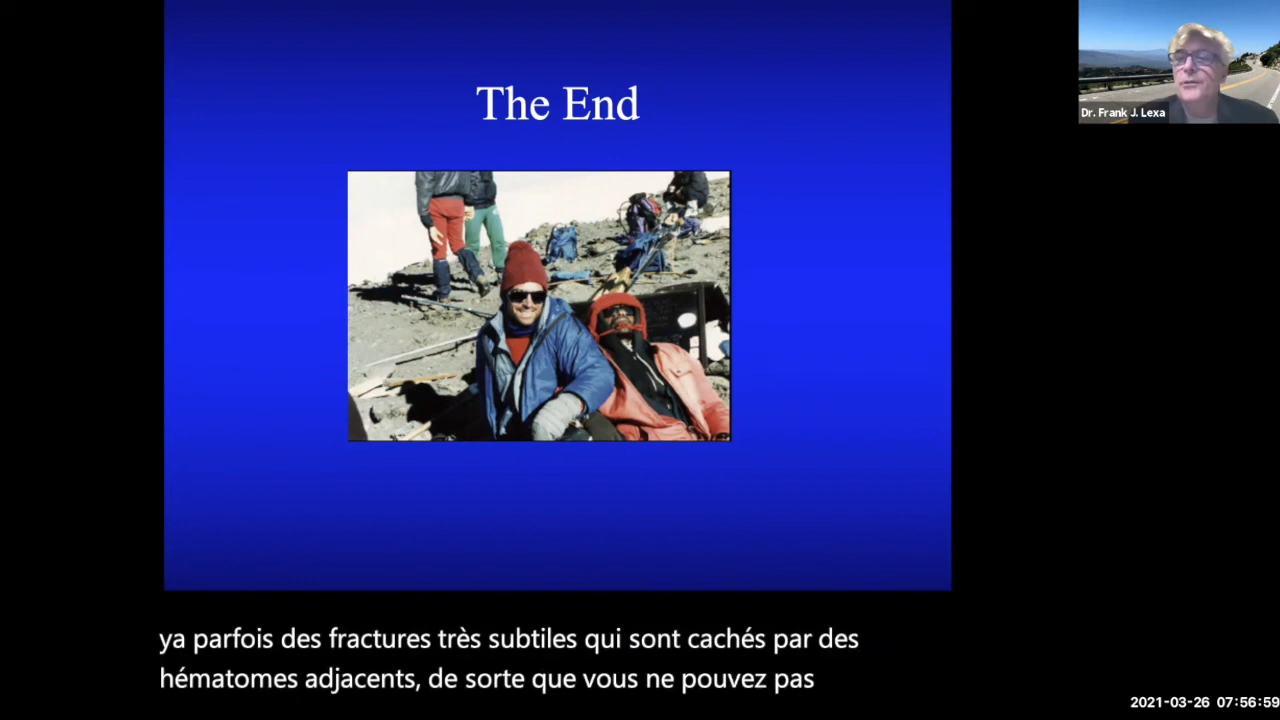 The End
Dr. Frank J. Lexa
ya parfois des fractures très subtiles qui sont cachés par des
hématomes adjacents, de sorte que vous ne pouvez pas
2021-03-26 07:56:59